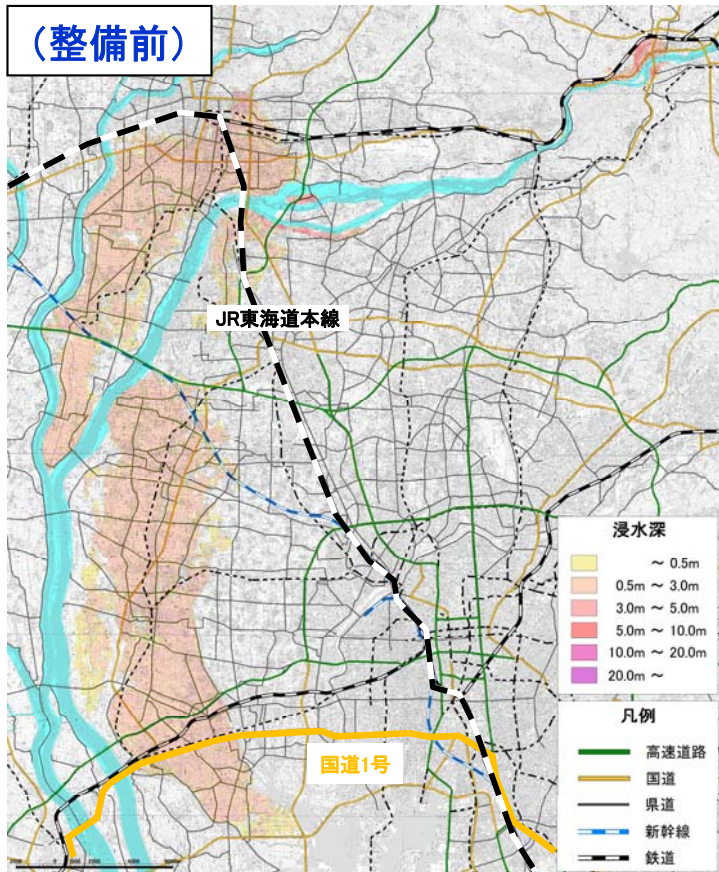 （整備前）
JR東海道本線
国道1号
浸水深
～ 0.5m
0.5m ～ 3.0m
3.0m ～ 5.0m
5.0m ～ 10.0m
10.0m ～ 20.0m
20.0m ～
凡例
高速道路
国道
県道
新幹線
鉄道